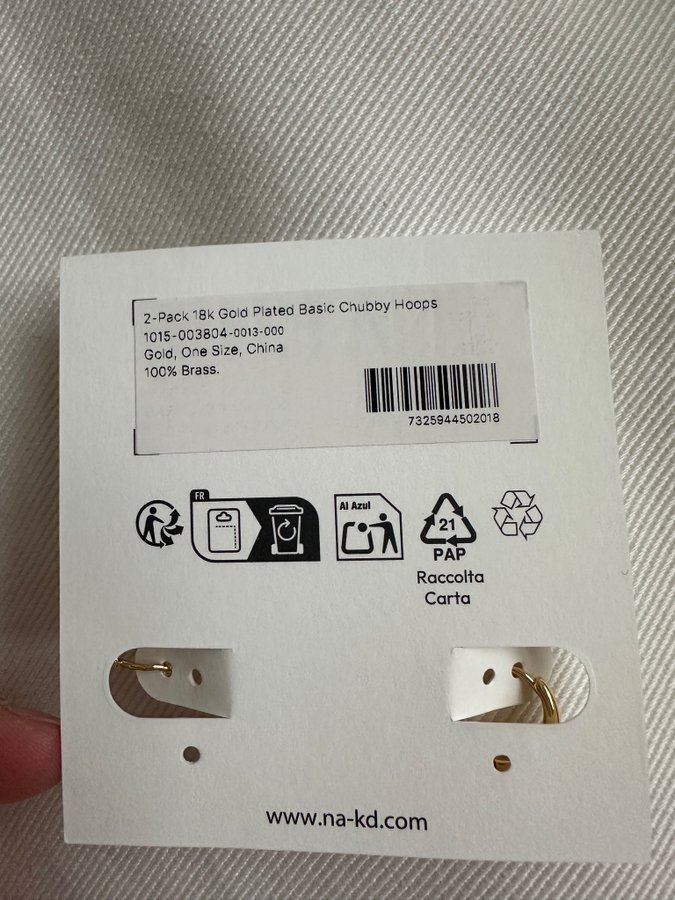 2-Pack 18k Gold Plated Basic Chubby Hoops
1015-003804-0013-000
Gold, One Size, China
100% Brass.
7325944502018
FR
Al Azul
21
PAP
Raccolta
Carta
www.na-kd.com